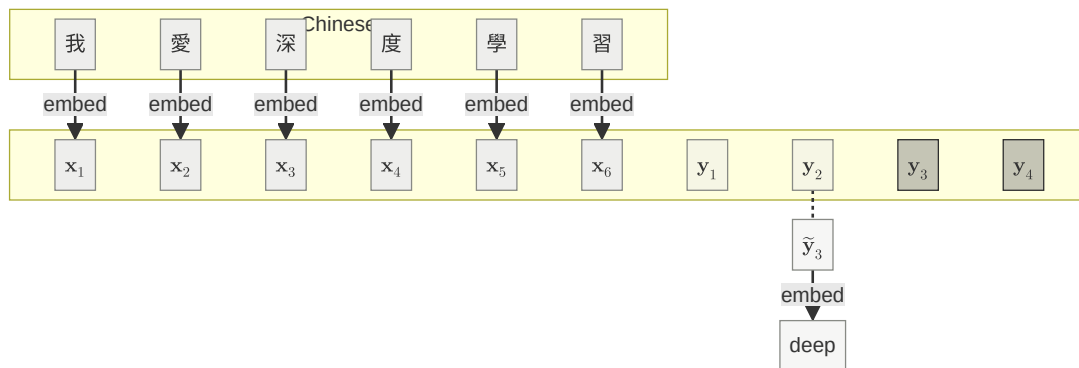 Chinese
我 愛 深 度 學 習
embed embed embed embed embed embed
x₁ x₂ x₃ x₄ x₅ x₆ y₁ y₂ y₃ y₄
ỹ₃
embed
deep